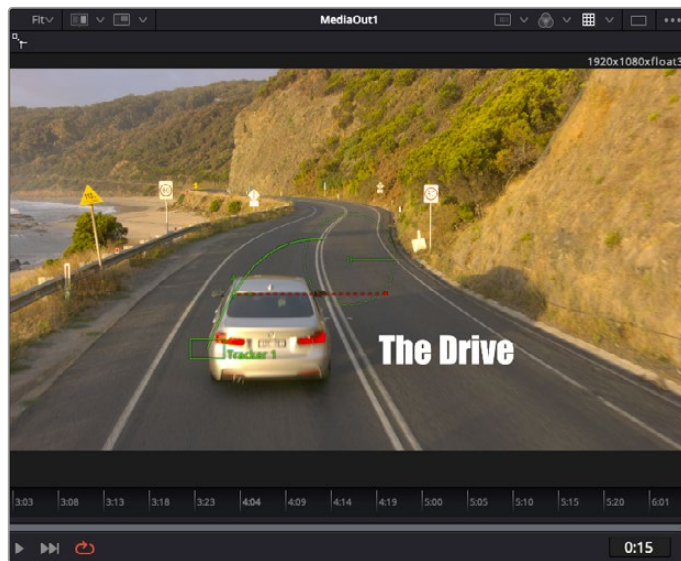 Fit MediaOut1
1920x1080xfloat3
Tracker 1
The Drive
3:03 3:08 3:13 3:18 3:23 4:04 4:09 4:14 4:19 5:00 5:05 5:10 5:15 5:20 6:01
0:15